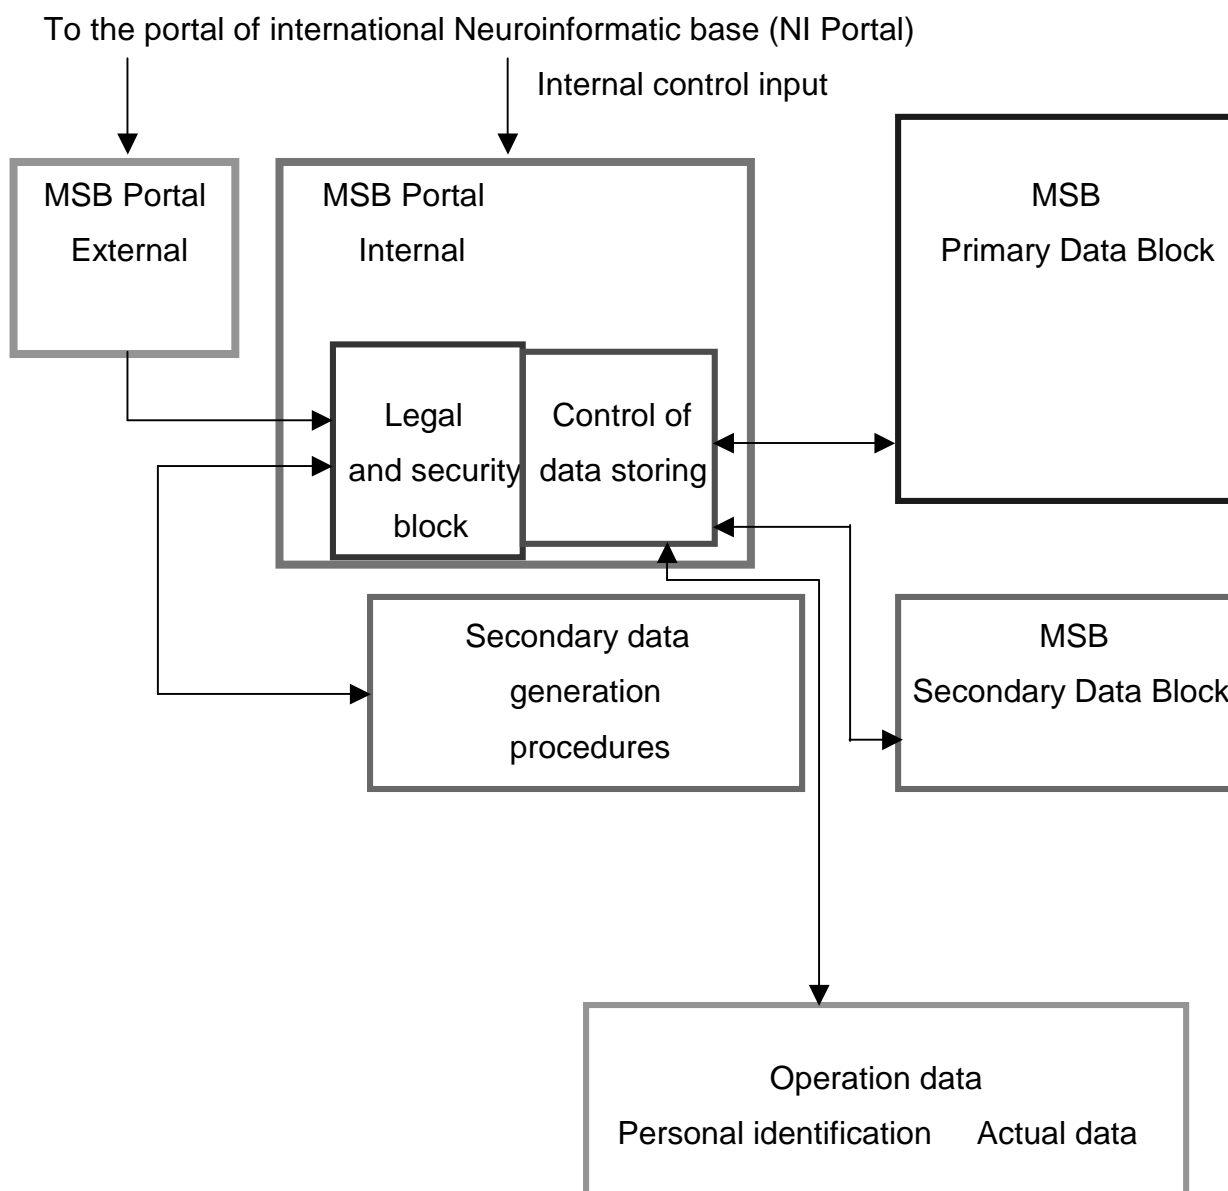 To the portal of international Neuroinformatic base (NI Portal)
Internal control input
MSB Portal
External
MSB Portal
Internal
MSB
Primary Data Block
Legal
and security
block
Control of
data storing
Secondary data
generation
procedures
MSB
Secondary Data Block
Operation data
Personal identification Actual data